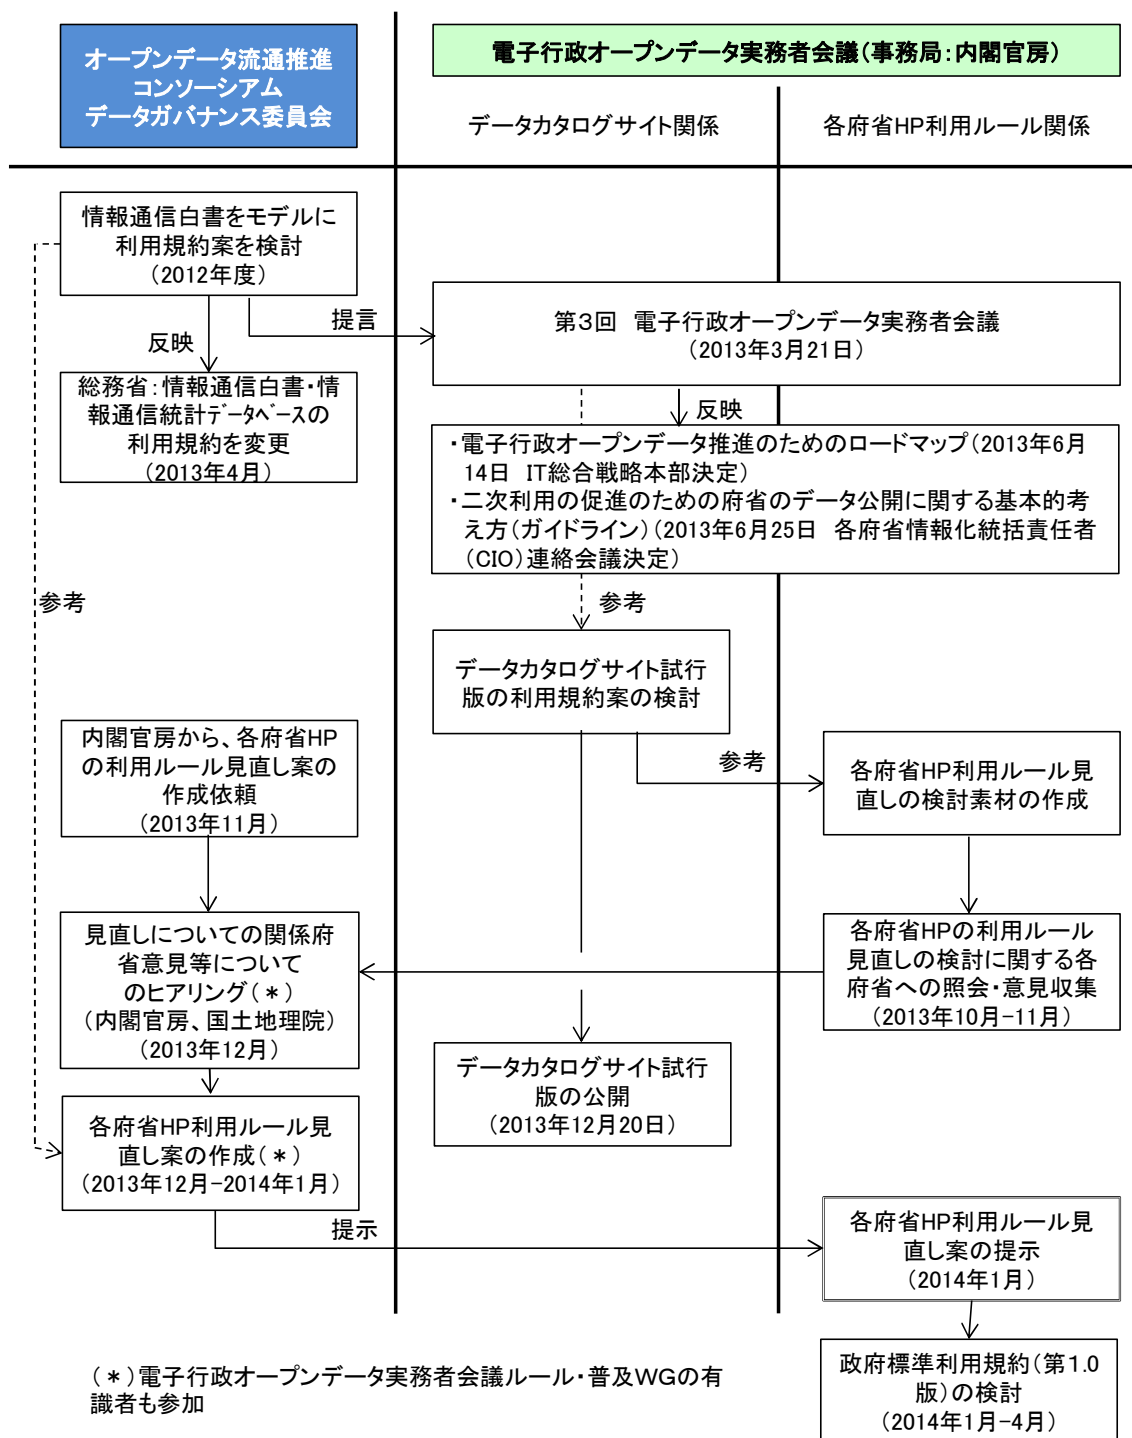 オープンデータ流通推進
コンソーシアム
データガバナンス委員会
電子行政オープンデータ実務者会議(事務局:内閣官房)
データカタログサイト関係
各府省HP利用ルール関係
情報通信白書をモデルに
利用規約案を検討
(2012年度)
提言
第3回 電子行政オープンデータ実務者会議
(2013年3月21日)
反映
総務省:情報通信白書・情
報通信統計ﾃﾞｰﾀﾍﾞｰｽの
利用規約を変更
(2013年4月)
反映
・電子行政オープンデータ推進のためのロードマップ(2013年6月
14日 IT総合戦略本部決定)
・二次利用の促進のための府省のデータ公開に関する基本的考
え方(ガイドライン)(2013年6月25日 各府省情報化統括責任者
(CIO)連絡会議決定)
参考
参考
データカタログサイト試行
版の利用規約案の検討
内閣官房から、各府省HP
の利用ルール見直し案の
作成依頼
(2013年11月)
参考
各府省HP利用ルール見
直しの検討素材の作成
見直しについての関係府
省意見等について
のヒアリング(*)
(内閣官房、国土地理院)
(2013年12月)
各府省HPの利用ルール
見直しの検討に関する各
府省への照会・意見収集
(2013年10月-11月)
データカタログサイト試行
版の公開
(2013年12月20日)
各府省HP利用ルール見
直し案の作成(*)
(2013年12月-2014年1月)
提示
各府省HP利用ルール見
直し案の提示
(2014年1月)
政府標準利用規約(第1.0
版)の検討
(2014年1月-4月)
(*)電子行政オープンデータ実務者会議ルール・普及WGの有
識者も参加